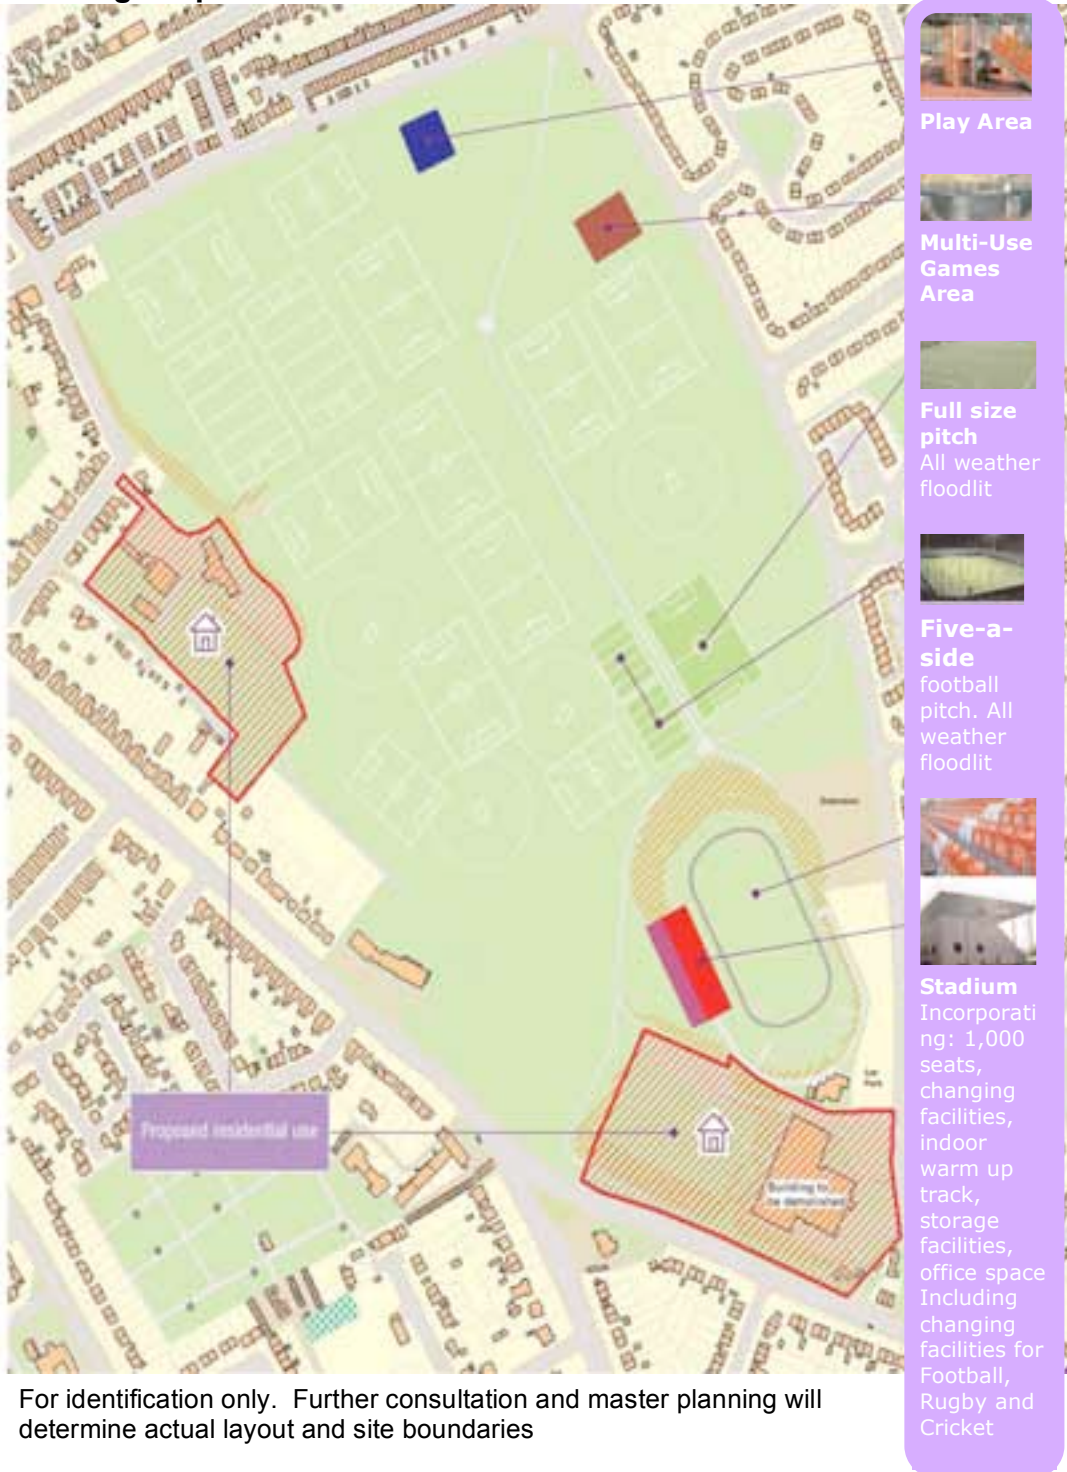 Play Area
Multi-Use
Games
Area
Full size
pitch
All weather
floodlit
Five-a-
side
football
pitch. All
weather
floodlit
Stadium
Incorporati
ng: 1,000
seats,
changing
facilities,
indoor
warm up
track,
storage
facilities,
office space
Including
changing
facilities for
Football,
Rugby and
Cricket
Car
Park
Proposed residential use
Building to
be demolished
For identification only.  Further consultation and master planning will
determine actual layout and site boundaries